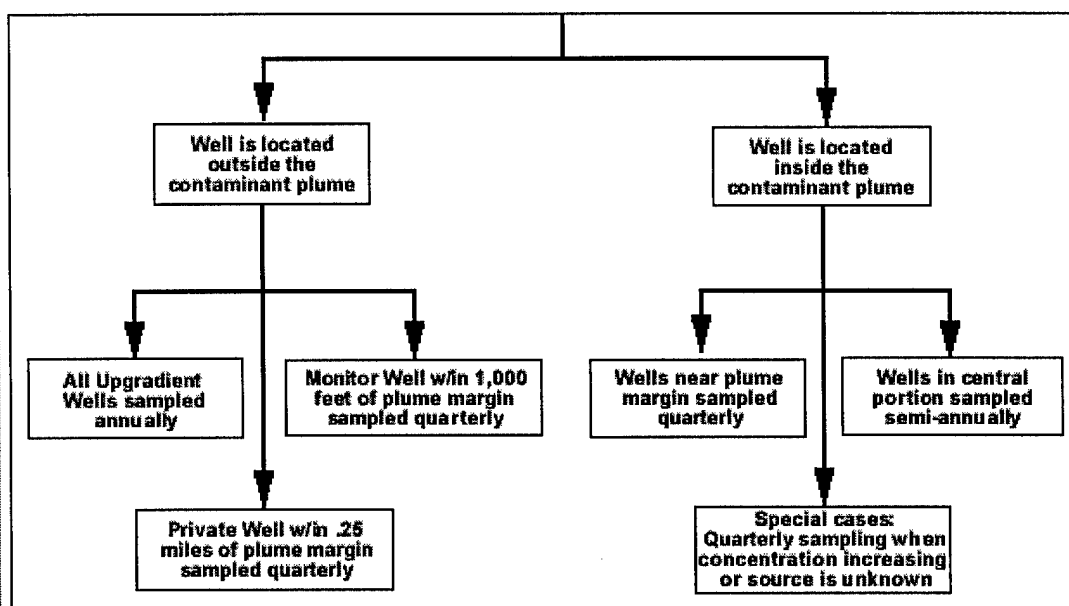 Well is located
outside the
contaminant plume
Well is located
inside the
contaminant plume
All Upgradient
Wells sampled
annually
Monitor Well w/in 1,000
feet of plume margin
sampled quarterly
Wells near plume
margin sampled
quarterly
Wells in central
portion sampled
semi-annually
Private Well w/in .25
miles of plume margin
sampled quarterly
Special cases:
Quarterly sampling when
concentration increasing
or source is unknown